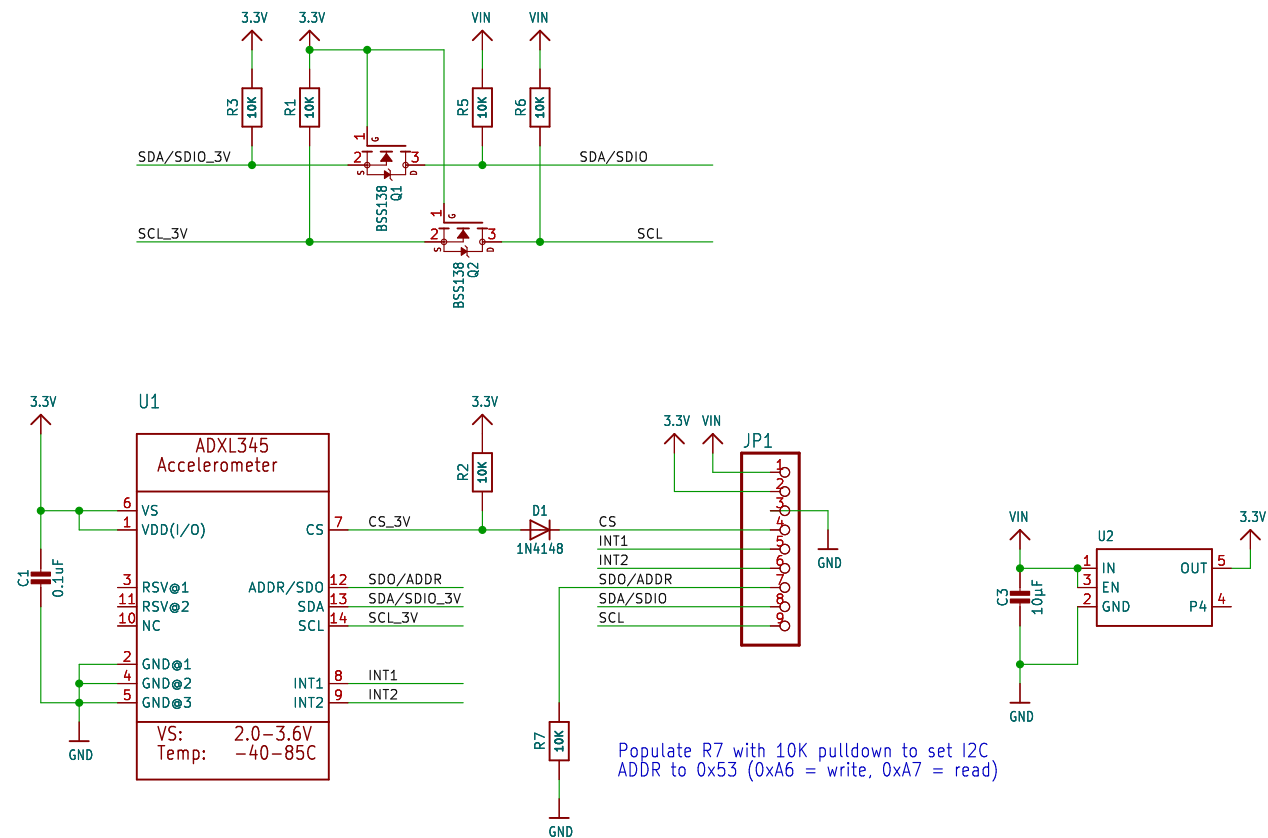 3.3V 3.3V VIN VIN
R3 10K R1 10K R5 10K R6 10K
1 G
SDA/SDIO_3V 2 3 SDA/SDIO
S D
BSS138
Q1
1 G
SCL_3V 2 3 SCL
S D
BSS138
Q2
3.3V U1 3.3V 3.3V VIN JP1
ADXL345
Accelerometer
R2 10K
1
2
6 VS
3
GND
1 VDD(I/O) CS 7 CS_3V
D1
1N4148
CS 4
INT1 5
INT2 6
C1 0.1uF
3 RSV@1 ADDR/SDO 12 SDO/ADDR
SDO/ADDR 7
11 RSV@2 SDA 13 SDA/SDIO_3V
SDA/SDIO 8
10 NC SCL 14 SCL_3V
SCL 9
2 GND@1
4 GND@2 INT1 8 INT1
5 GND@3 INT2 9 INT2
GND
VS: 2.0-3.6V
Temp: -40-85C
R7 10K
GND
Populate R7 with 10K pulldown to set I2C
ADDR to 0x53 (0xA6 = write, 0xA7 = read)
VIN U2 3.3V
1 IN OUT 5
3 EN
2 GND P4 4
C3 10µF
GND